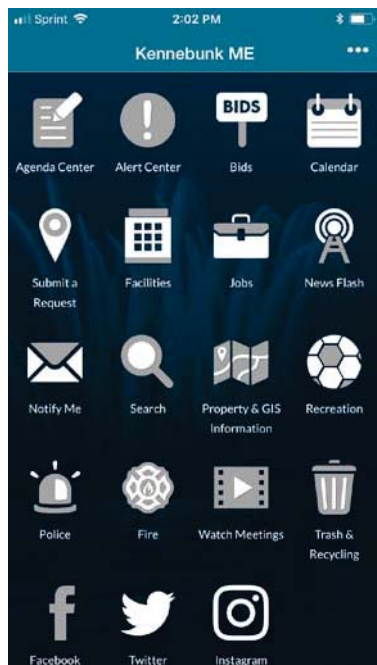 Sprint 2:02 PM
Kennebunk ME
BIDS
Agenda Center Alert Center Bids Calendar
Submit a Request Facilities Jobs News Flash
Notify Me Search Property & GIS Information Recreation
Police Fire Watch Meetings Trash & Recycling
Facebook Twitter Instagram